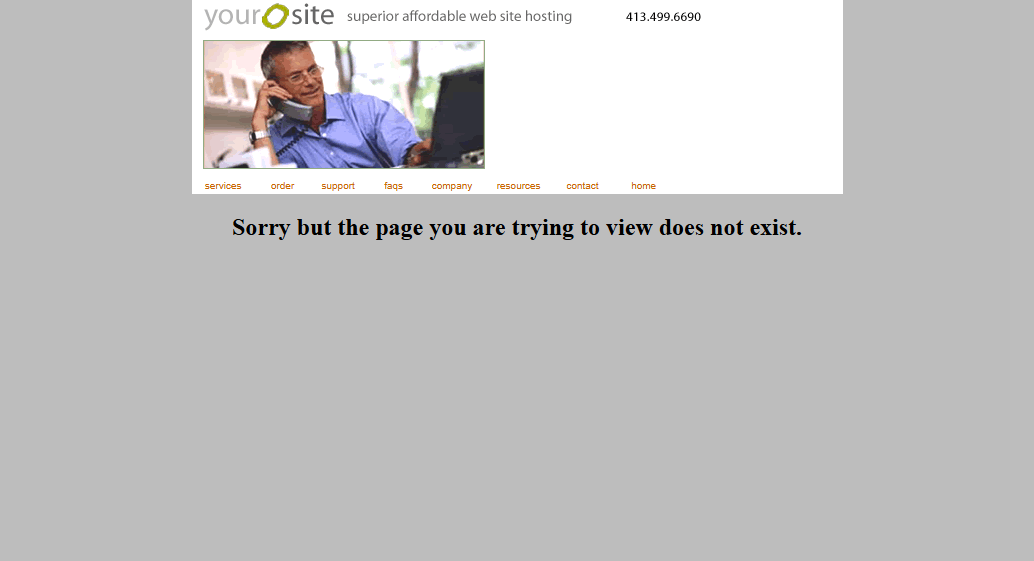 yourOsite superior affordable web site hosting 413.499.6690
services order support faqs company resources contact home
Sorry but the page you are trying to view does not exist.